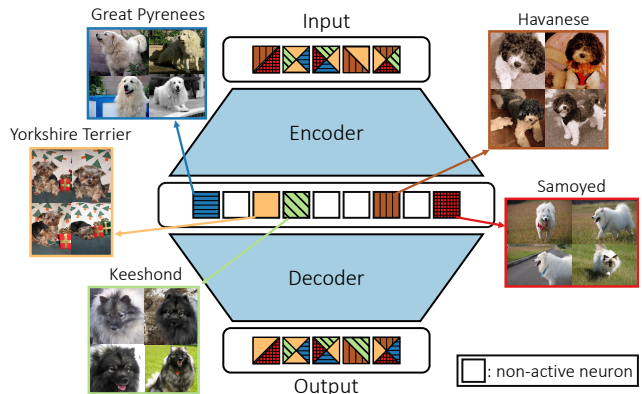 Great Pyrenees
Input
Havanese
Encoder
Yorkshire Terrier
Samoyed
Keeshond
Decoder
: non-active neuron
Output